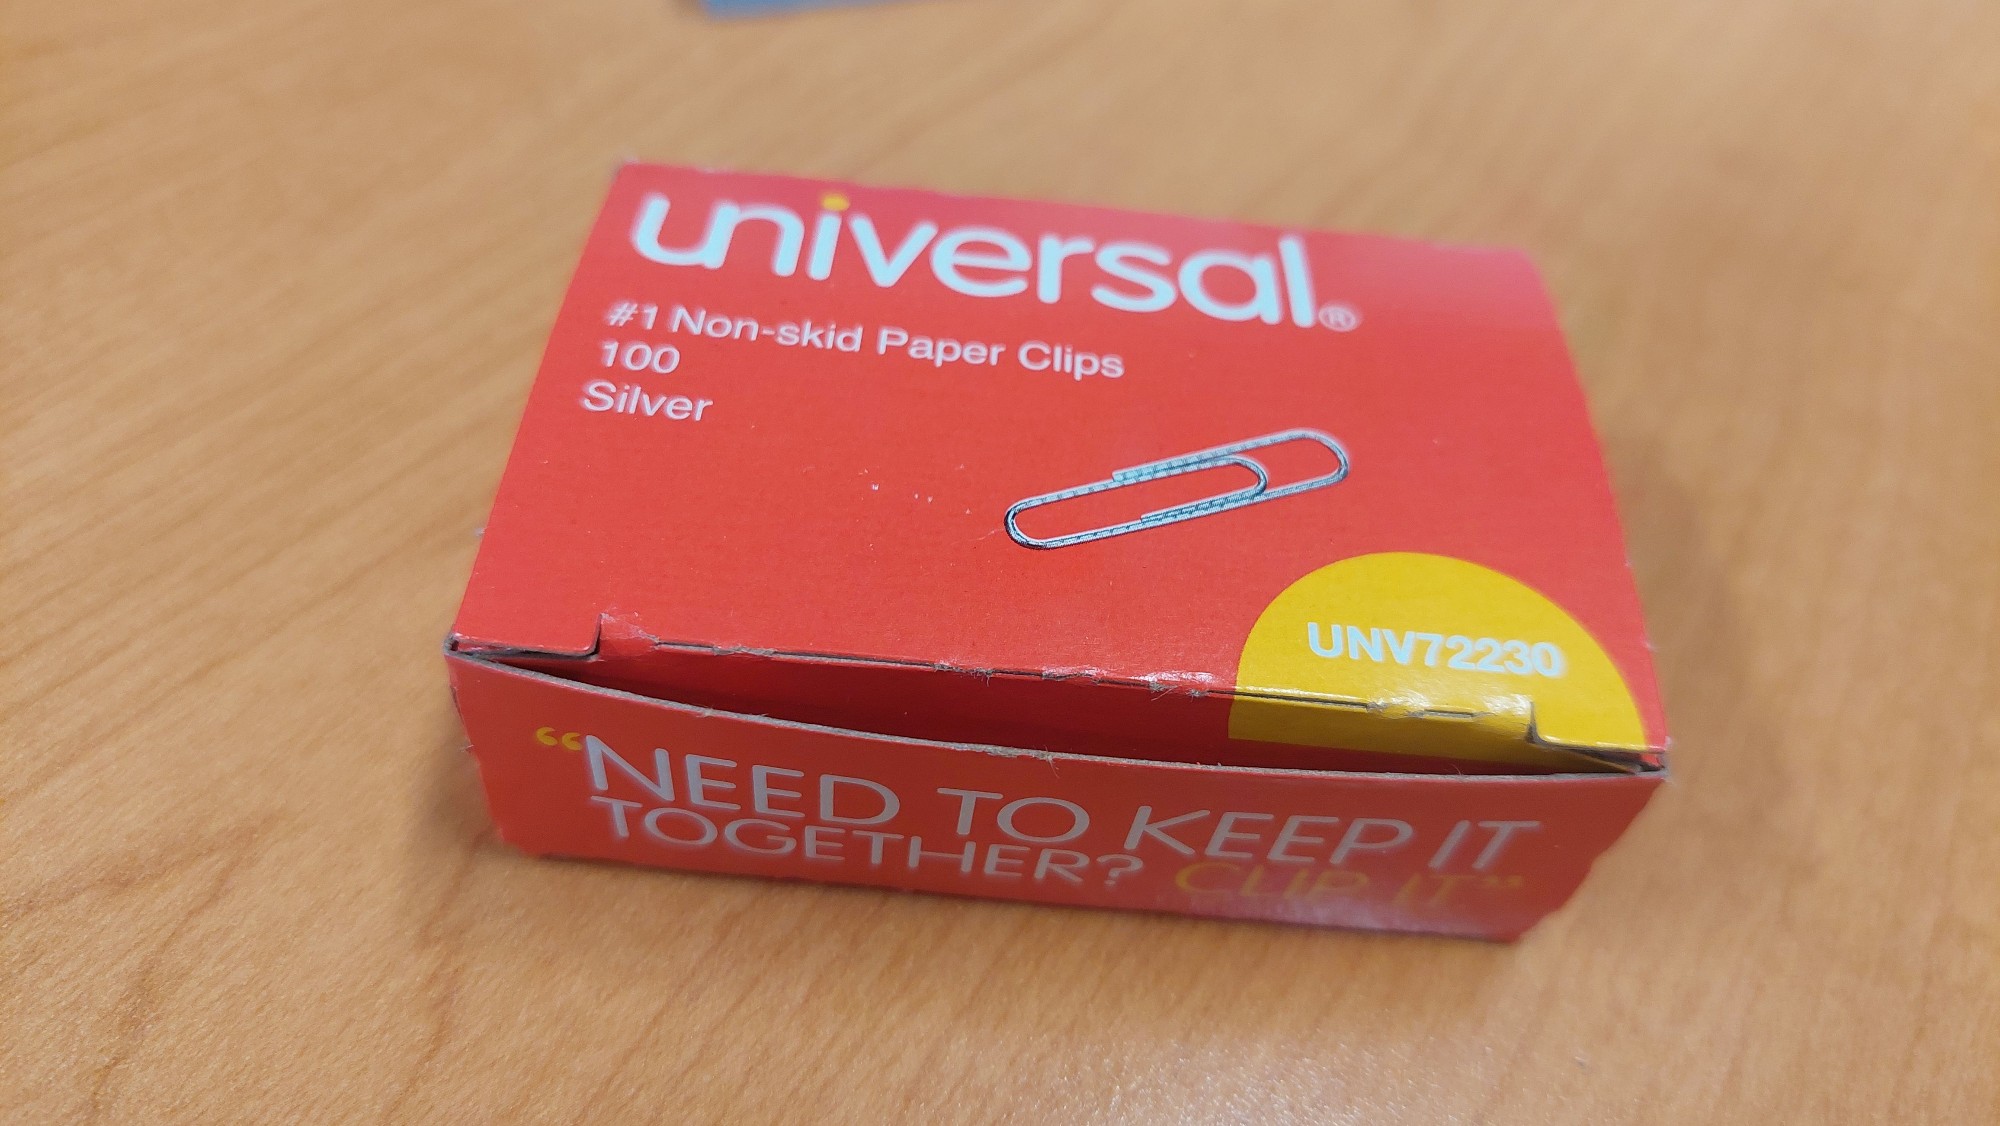 universal®
#1 Non-skid Paper Clips
100
Silver
UNV72230
“NEED TO KEEP IT
TOGETHER? CLIP IT”